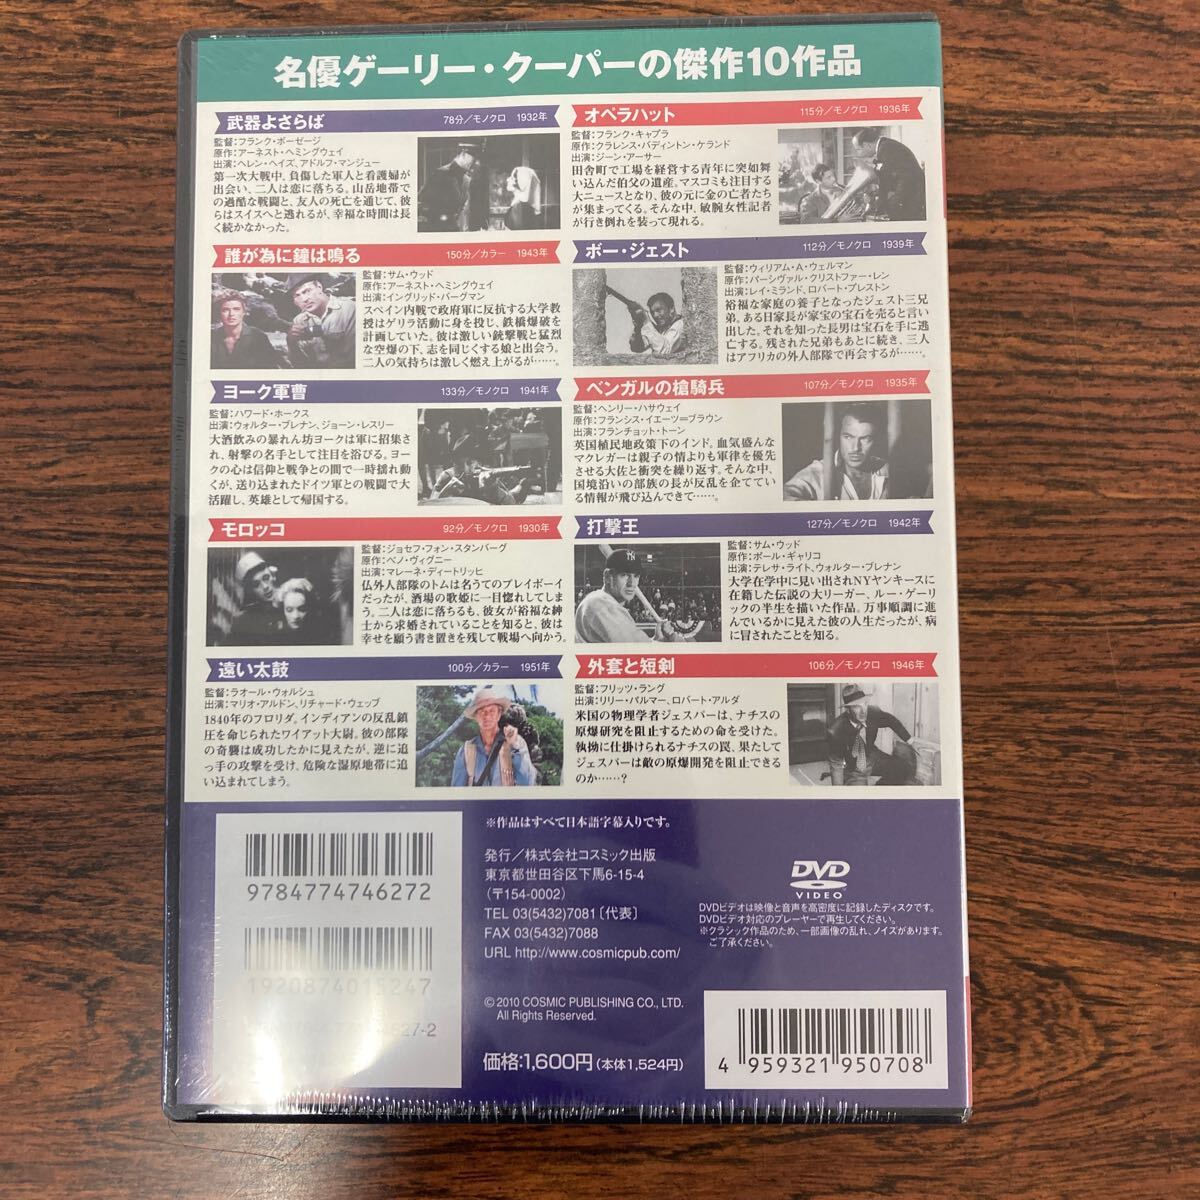 名優ゲーリー・クーパーの傑作10作品
武器よさらば 78分/モノクロ 1932年
監督:フランク・ボーゼージ
原作:アーネスト・ヘミングウェイ
出演:ヘレン・ヘイズ、アドルフ・マンジュー
第一次大戦中、負傷した軍人と看護婦が
出会い、二人は恋に落ちる。山岳地帯で
の過酷な戦闘と、友人の死亡を通じて、彼
らはスイスへと逃れるが、幸福な時間は長
く続かなかった。
オペラハット 115分/モノクロ 1936年
監督:フランク・キャプラ
原作:クラレンス・バディントン・ケランド
出演:ジーン・アーサー
田舎町で工場を経営する青年に突如舞
い込んだ伯父の遺産。マスコミも注目する
大ニュースとなり、彼の元に金の亡者たち
が集まってくる。そんな中、敏腕女性記者
が行き倒れを装って現れる。
誰が為に鐘は鳴る 150分/カラー 1943年
監督:サム・ウッド
原作:アーネスト・ヘミングウェイ
出演:イングリッド・バーグマン
スペイン内戦で政府軍に反抗する大学教
授はゲリラ活動に身を投じ、鉄橋爆破を
計画していた。彼は激しい銃撃戦と猛烈
な空爆の下、志を同じくする娘と出会う。
二人の気持ちは激しく燃え上がるが……。
ボー・ジェスト 112分/モノクロ 1939年
監督:ウィリアム・A・ウェルマン
原作:パーシヴァル・クリストファー・レン
出演:レイ・ミランド、ロバート・プレストン
裕福な家庭の養子となったジェスト三兄
弟。ある日家長が家宝の宝石を売ると言い
出した。それを知った長男は宝石を手に逃
亡する。残された兄弟もあとに続き、三人
はアフリカの外人部隊で再会するが……。
ヨーク軍曹 133分/モノクロ 1941年
監督:ハワード・ホークス
出演:ウォルター・ブレナン、ジョーン・レスリー
大酒飲みの暴れん坊ヨークは軍に招集さ
れ、射撃の名手として注目を浴びる。ヨー
クの心は信仰と戦争との間で一時揺れ動
くが、送り込まれたドイツ軍との戦闘で大
活躍し、英雄として帰国する。
ベンガルの槍騎兵 107分/モノクロ 1935年
監督:ヘンリー・ハサウェイ
原作:フランシス・イエーツ=ブラウン
出演:フランチョット・トーン
英国植民地政策下のインド。血気盛んな
マクレガーは親子の情よりも軍律を優先
させる大佐と衝突を繰り返す。そんな中、
国境沿いの部族の長が反乱を企てている
情報が飛び込んできて……。
モロッコ 92分/モノクロ 1930年
監督:ジョセフ・フォン・スタンバーグ
原作:ベノ・ヴィグニー
出演:マレーネ・ディートリッヒ
仏外人部隊のトムは名うてのプレイボーイ
だったが、酒場の歌姫に一目惚れしてしま
う。二人は恋に落ちるも、彼女が裕福な紳
士から求婚されていることを知ると、彼は
幸せを願う書き置きを残して戦場へ向かう。
打撃王 127分/モノクロ 1942年
監督:サム・ウッド
原作:ポール・ギャリコ
出演:テレサ・ライト、ウォルター・ブレナン
大学在学中に見い出されNYヤンキースに
在籍した伝説の大リーガー、ルー・ゲーリ
ックの半生を描いた作品。万事順調に進
んでいるかに見えた彼の人生だったが、病
に冒されたことを知る。
遠い太鼓 100分/カラー 1951年
監督:ラオール・ウォルシュ
出演:マリオ・アルドン、リチャード・ウェッブ
1840年のフロリダ。インディアンの反乱鎮
圧を命じられたワイアット大尉。彼の部隊
の奇襲は成功したかに見えたが、逆に追
っ手の攻撃を受け、危険な湿原地帯に追
い込まれてしまう。
外套と短剣 106分/モノクロ 1946年
監督:フリッツ・ラング
出演:リリー・パルマー、ロバート・アルダ
米国の物理学者ジェスパーは、ナチスの
原爆研究を阻止するための命を受けた。
執拗に仕掛けられるナチスの罠、果たして
ジェスパーは敵の原爆開発を阻止できる
のか……?
9784774746272
1920874015247
27-2
※作品はすべて日本語字幕入りです。
発行/株式会社コスミック出版
東京都世田谷区下馬6-15-4
(〒154-0002)
TEL 03(5432)7081〔代表〕
FAX 03(5432)7088
URL http://www.cosmicpub.com/
© 2010 COSMIC PUBLISHING CO., LTD.
All Rights Reserved.
価格:1,600円(本体1,524円)
DVD
VIDEO
DVDビデオは映像と音声を高密度に記録したディスクです。
DVDビデオ対応のプレーヤーで再生してください。
※クラシック作品のため、一部画像の乱れ、ノイズがあります。
ご了承ください。
4 959321 950708